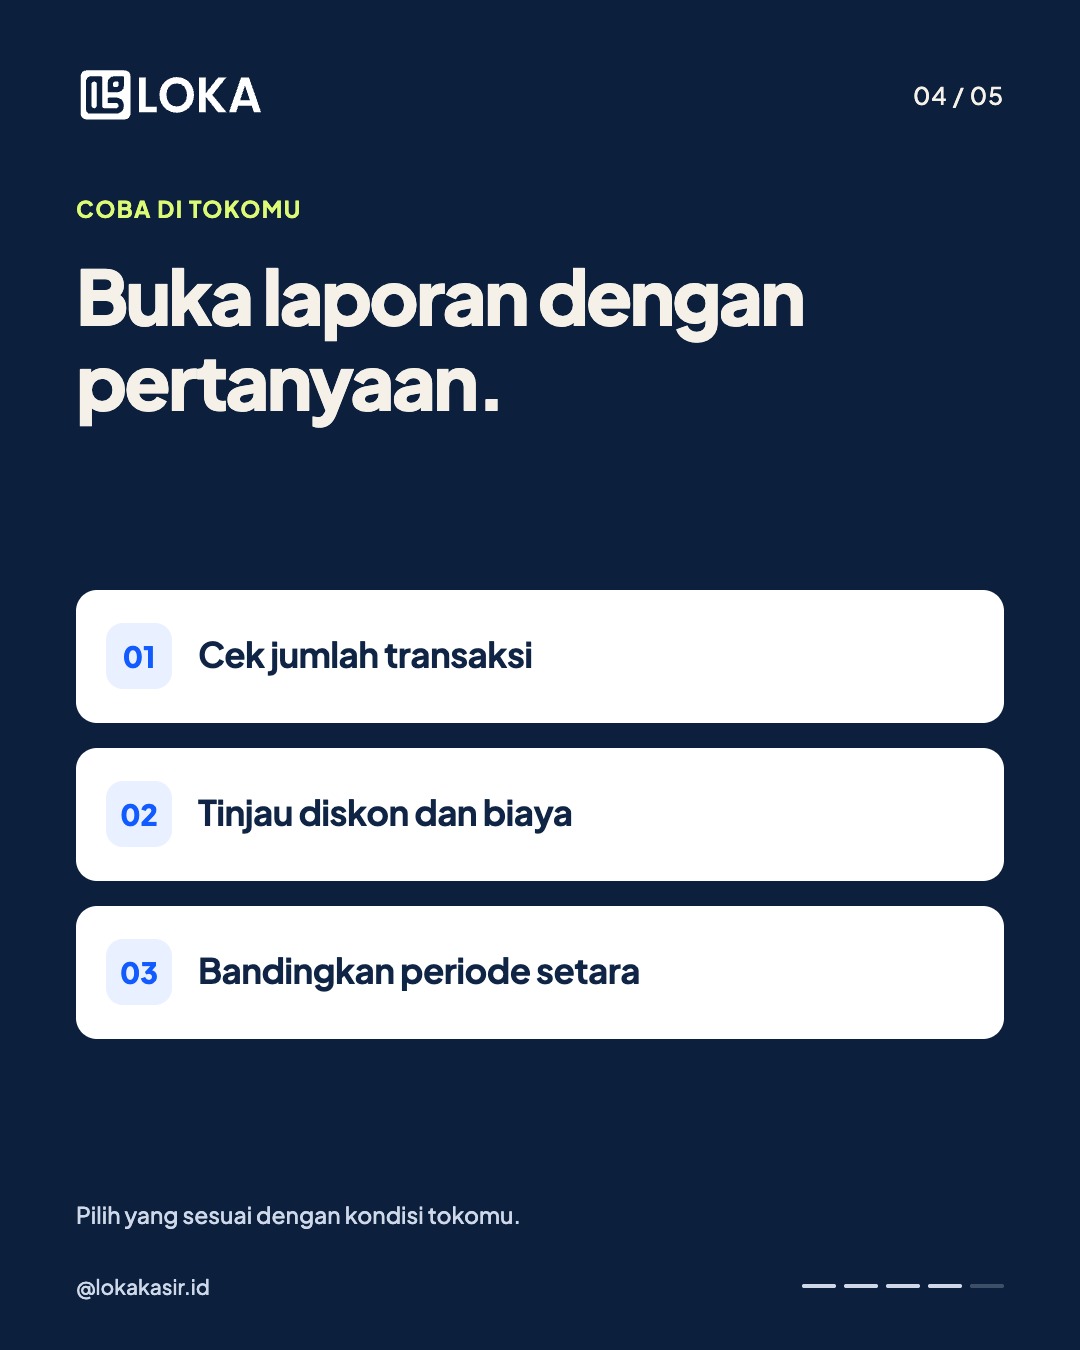 LOKA
04 / 05
COBA DI TOKOMU
Buka laporan dengan
pertanyaan.
01 Cek jumlah transaksi
02 Tinjau diskon dan biaya
03 Bandingkan periode setara
Pilih yang sesuai dengan kondisi tokomu.
@lokakasir.id